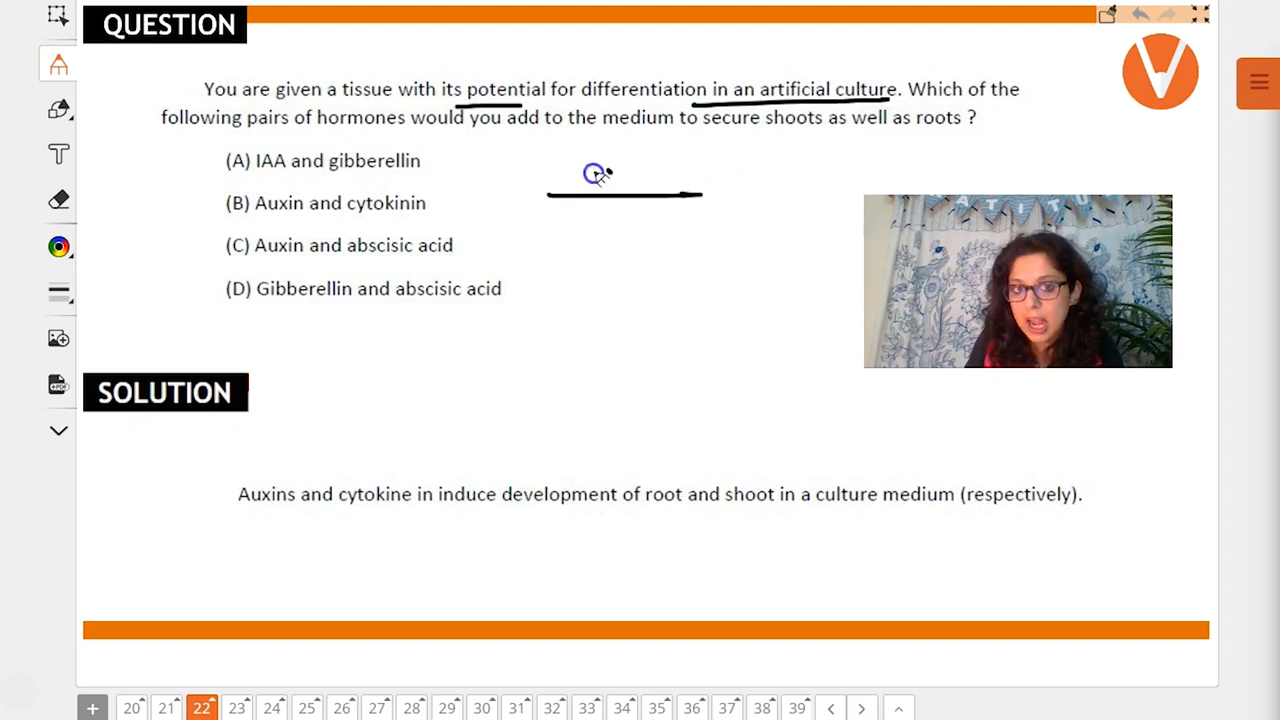 QUESTION
You are given a tissue with its potential for differentiation in an artificial culture. Which of the
following pairs of hormones would you add to the medium to secure shoots as well as roots ?
(A) IAA and gibberellin
(B) Auxin and cytokinin
(C) Auxin and abscisic acid
(D) Gibberellin and abscisic acid
ATITU
SOLUTION
Auxins and cytokine in induce development of root and shoot in a culture medium (respectively).
+ 20 21 22 23 24 25 26 27 28 29 30 31 32 33 34 35 36 37 38 39